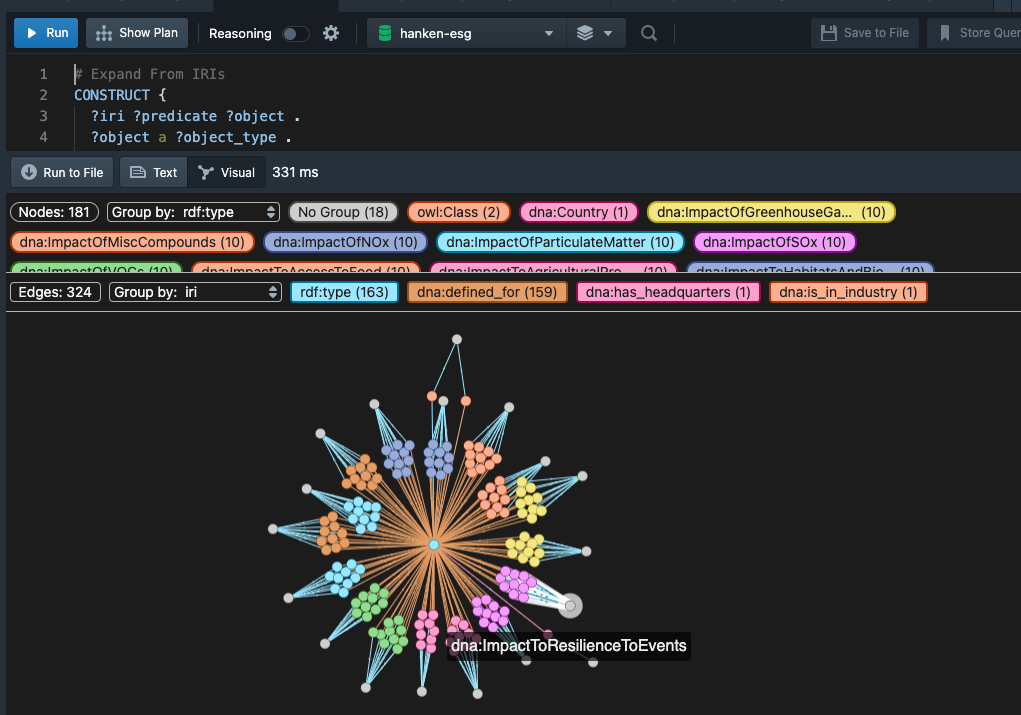 Run
Show Plan
Reasoning
hanken-esg
Save to File
Store Quer
1 # Expand From IRIs
2 CONSTRUCT {
3 ?iri ?predicate ?object .
4 ?object a ?object_type .
Run to File
Text
Visual
331 ms
Nodes: 181
Group by: rdf:type
No Group (18)
owl:Class (2)
dna:Country (1)
dna:ImpactOfGreenhouseGa... (10)
dna:ImpactOfMiscCompounds (10)
dna:ImpactOfNOx (10)
dna:ImpactOfParticulateMatter (10)
dna:ImpactOfSOx (10)
dna:ImpactOfVOCs (10)
dna:ImpactToAccessToFood (10)
dna:ImpactToAgriculturalPro... (10)
dna:ImpactToHabitatsAndBio... (10)
Edges: 324
Group by: iri
rdf:type (163)
dna:defined_for (159)
dna:has_headquarters (1)
dna:is_in_industry (1)
dna:ImpactToResilienceToEvents